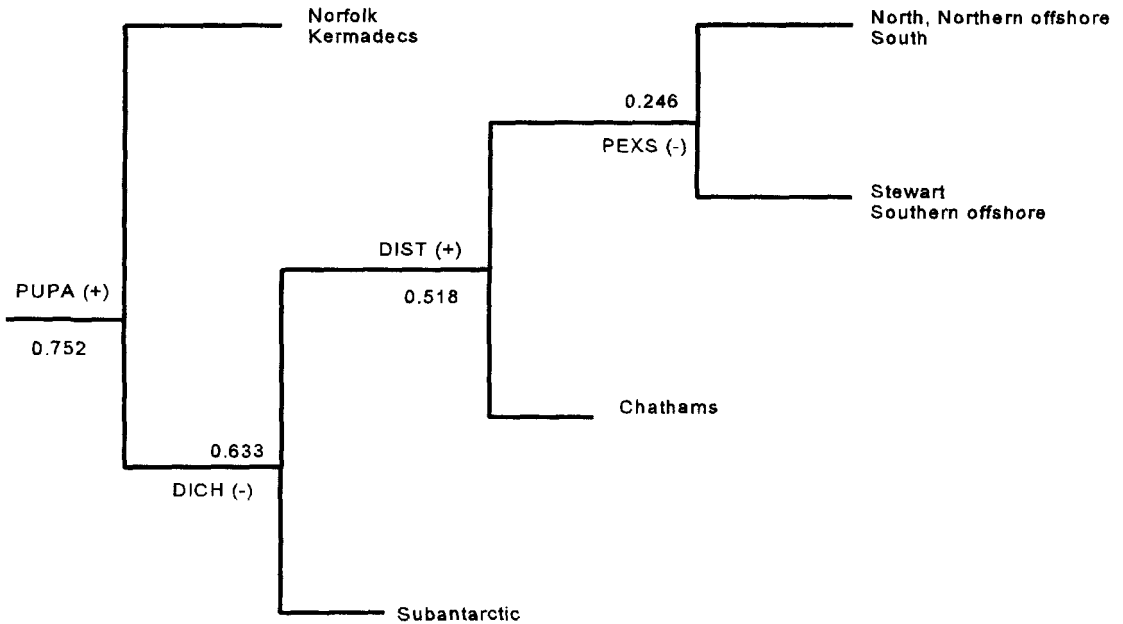 Norfolk
Kermadecs
North, Northern offshore
South
0.246
PEXS (-)
Stewart
Southern offshore
DIST (+)
0.518
PUPA (+)
0.752
Chathams
0.633
DICH (-)
Subantarctic